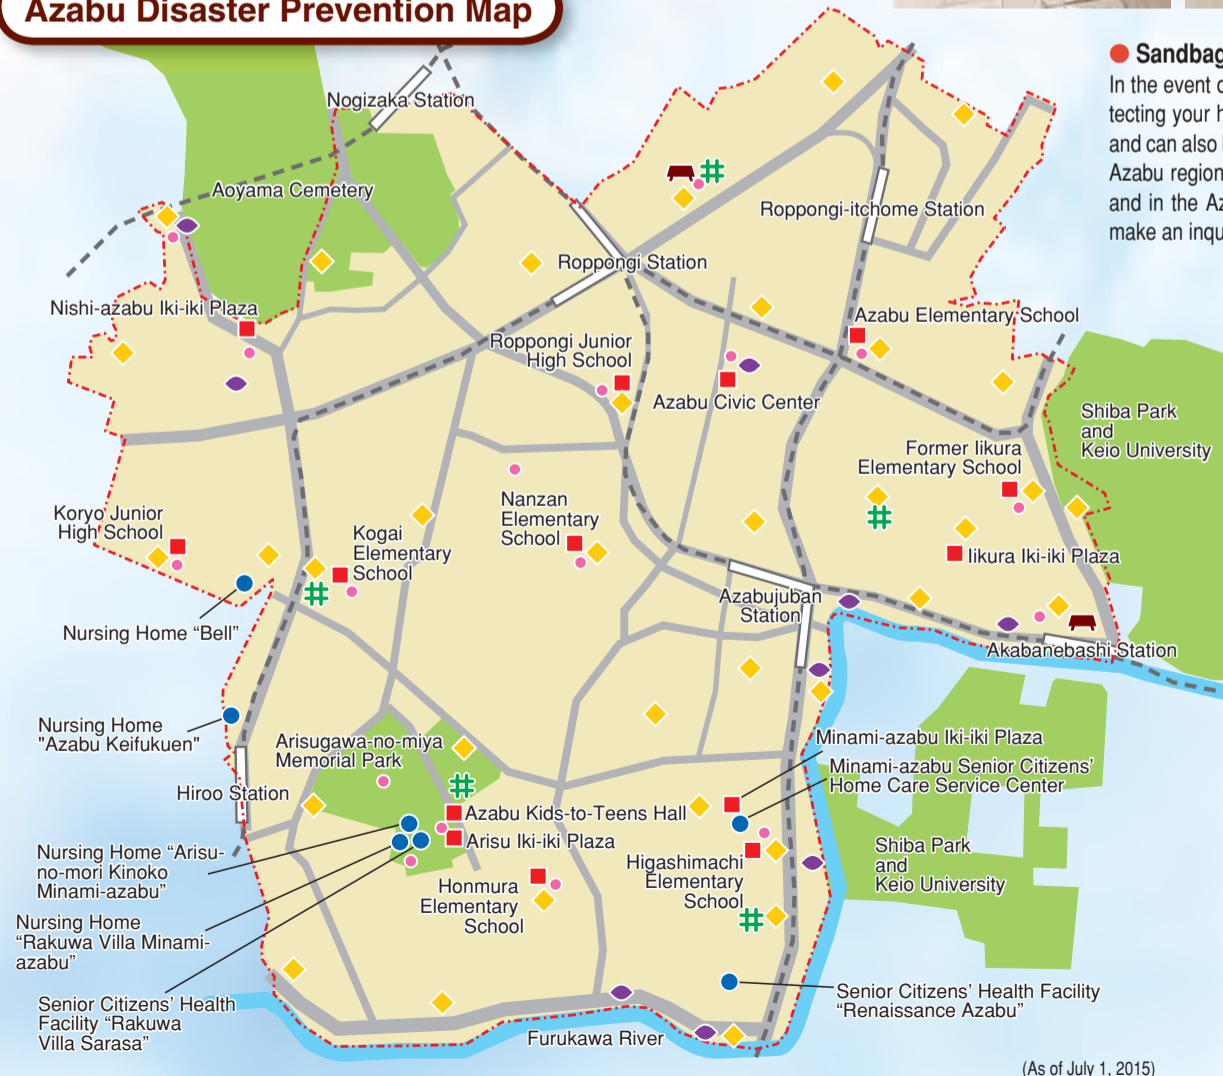 Azabu Disaster Prevention Map
Sandbag
In the event o
tecting your h
and can also
Azabu region
and in the Az
make an inqu
Nogizaka Station
Aoyama Cemetery
Roppongi-itchome Station
Roppongi Station
Nishi-azabu Iki-iki Plaza
Azabu Elementary School
Roppongi Junior
High School
Azabu Civic Center
Shiba Park
and
Keio University
Former Iikura
Elementary School
Koryo Junior
High School
Nanzan
Elementary
School
Kogai
Elementary
School
Iikura Iki-iki Plaza
Azabujuban
Station
Nursing Home “Bell”
Akabanebashi Station
Nursing Home
"Azabu Keifukuen"
Arisugawa-no-miya
Memorial Park
Minami-azabu Iki-iki Plaza
Minami-azabu Senior Citizens’
Home Care Service Center
Hiroo Station
Azabu Kids-to-Teens Hall
Arisu Iki-iki Plaza
Nursing Home “Arisu-
no-mori Kinoko
Minami-azabu”
Higashimachi
Elementary
School
Shiba Park
and
Keio University
Honmura
Elementary
School
Nursing Home
“Rakuwa Villa Minami-
azabu”
Senior Citizens’ Health
Facility “Rakuwa
Villa Sarasa”
Senior Citizens’ Health Facility
“Renaissance Azabu”
Furukawa River
(As of July 1, 2015)